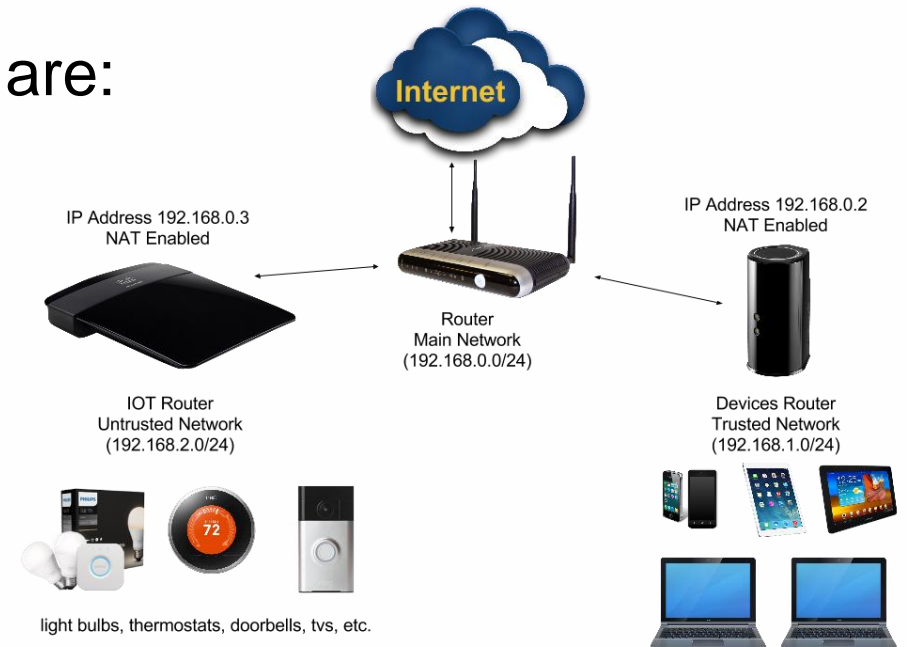 are:
Internet
IP Address 192.168.0.3
NAT Enabled
IP Address 192.168.0.2
NAT Enabled
Router
Main Network
(192.168.0.0/24)
IOT Router
Untrusted Network
(192.168.2.0/24)
Devices Router
Trusted Network
(192.168.1.0/24)
PHILIPS
72
light bulbs, thermostats, doorbells, tvs, etc.